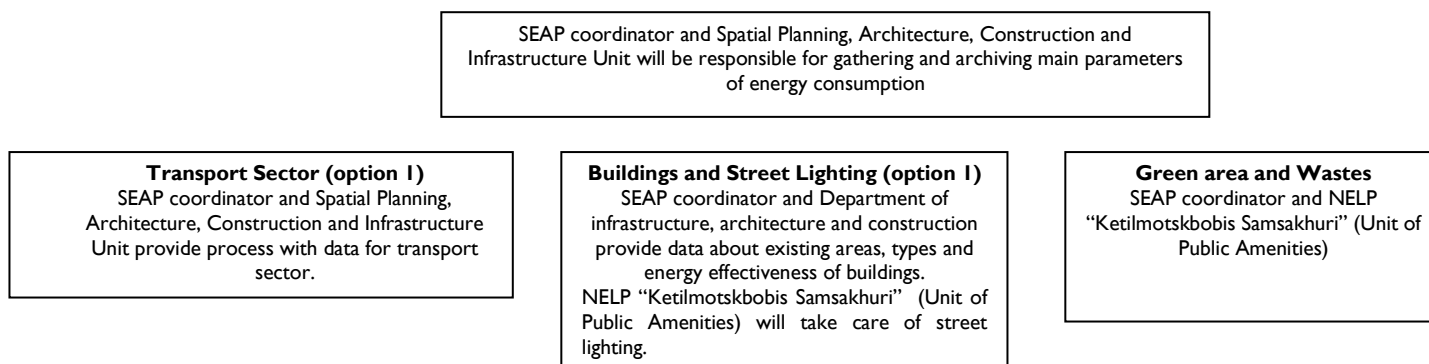 SEAP coordinator and Spatial Planning, Architecture, Construction and
Infrastructure Unit will be responsible for gathering and archiving main parameters
of energy consumption
Transport Sector (option 1)
SEAP coordinator and Spatial Planning,
Architecture, Construction and Infrastructure
Unit provide process with data for transport
sector.
Buildings and Street Lighting (option 1)
SEAP coordinator and Department of
infrastructure, architecture and construction
provide data about existing areas, types and
energy effectiveness of buildings.
NELP “Ketilmotskbobis Samsakhuri” (Unit of
Public Amenities) will take care of street
lighting.
Green area and Wastes
SEAP coordinator and NELP
“Ketilmotskbobis Samsakhuri” (Unit of
Public Amenities)